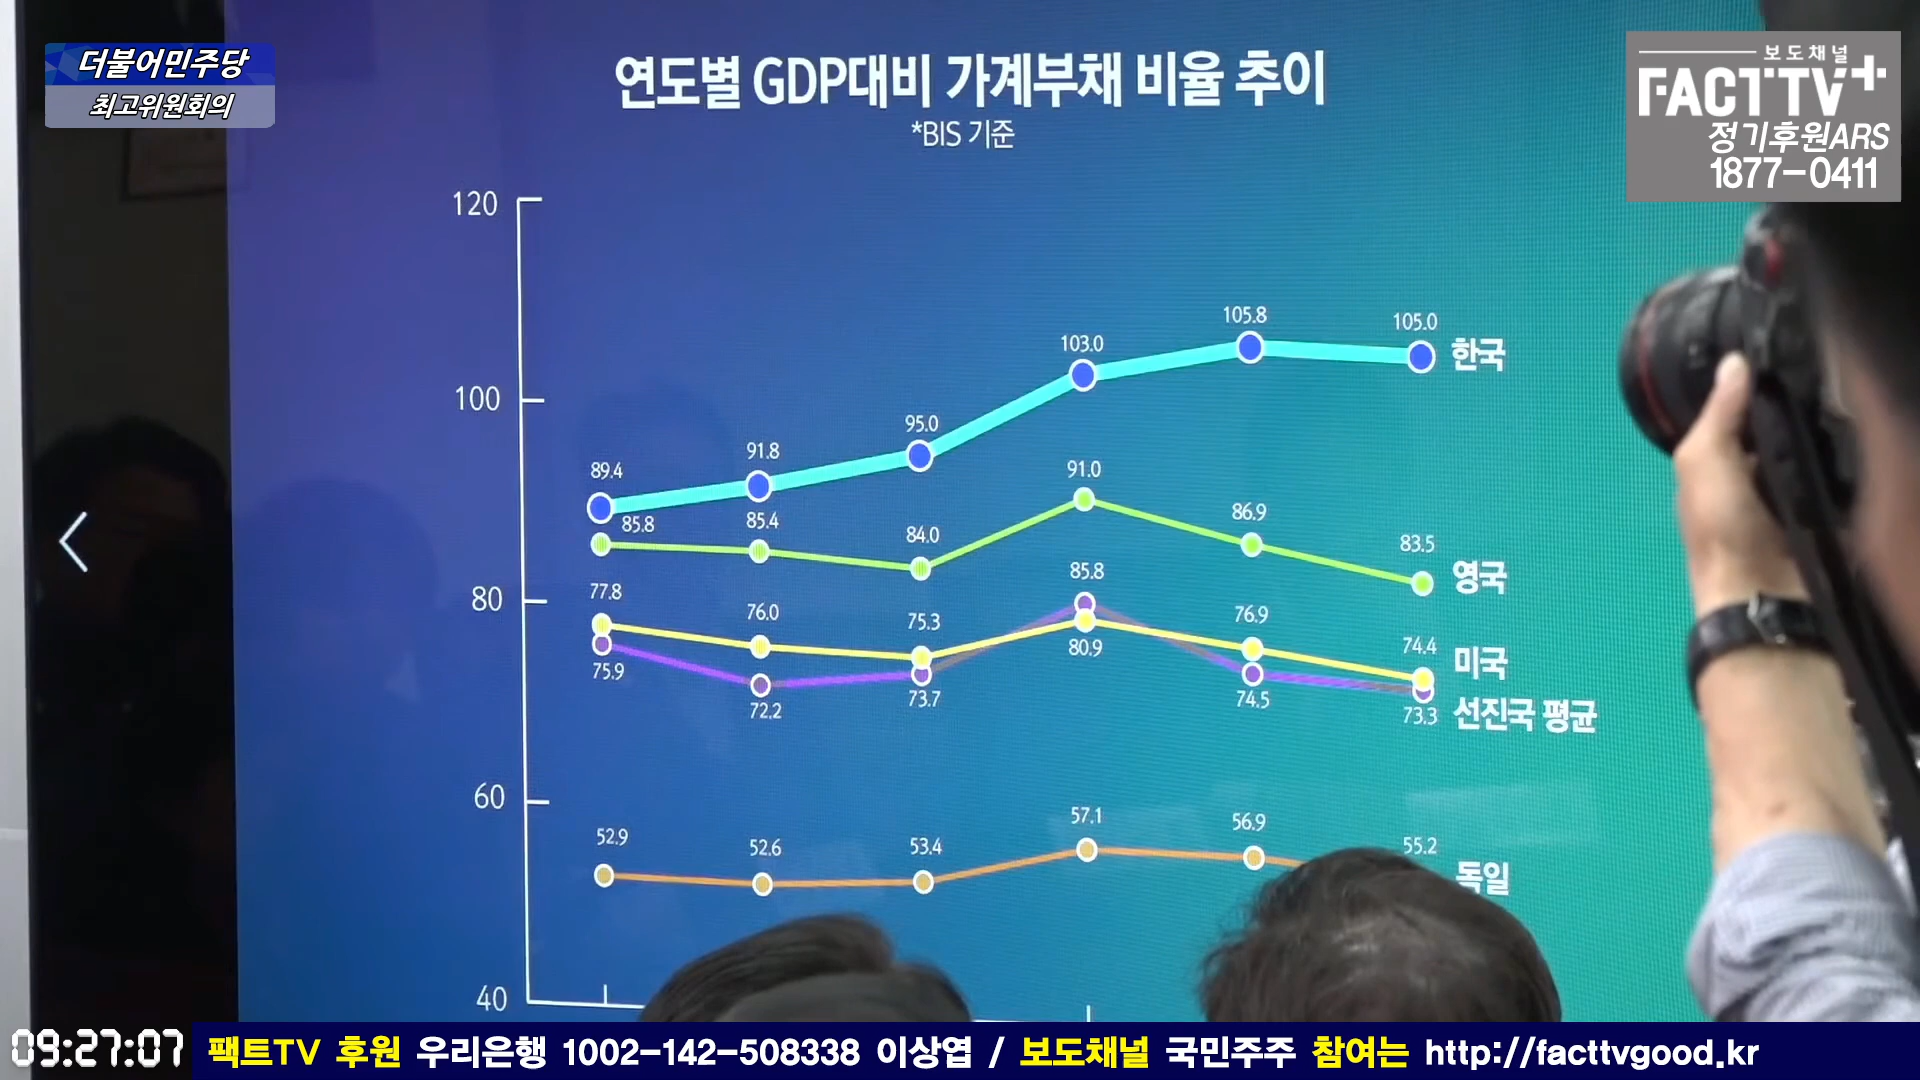 더불어민주당
최고위원회의
보도채널
FACTTV+
정기후원ARS
1877-0411
연도별 GDP대비 가계부채 비율 추이
*BIS 기준
120
100
80
60
40
89.4 91.8 95.0 103.0 105.8 105.0 한국
85.8 85.4 84.0 91.0 86.9 83.5 영국
77.8 76.0 75.3 85.8 76.9 74.4 미국
75.9 72.2 73.7 80.9 74.5 73.3 선진국 평균
52.9 52.6 53.4 57.1 56.9 55.2 독일
09:27:07 팩트TV 후원 우리은행 1002-142-508338 이상엽 / 보도채널 국민주주 참여는 http://facttvgood.kr